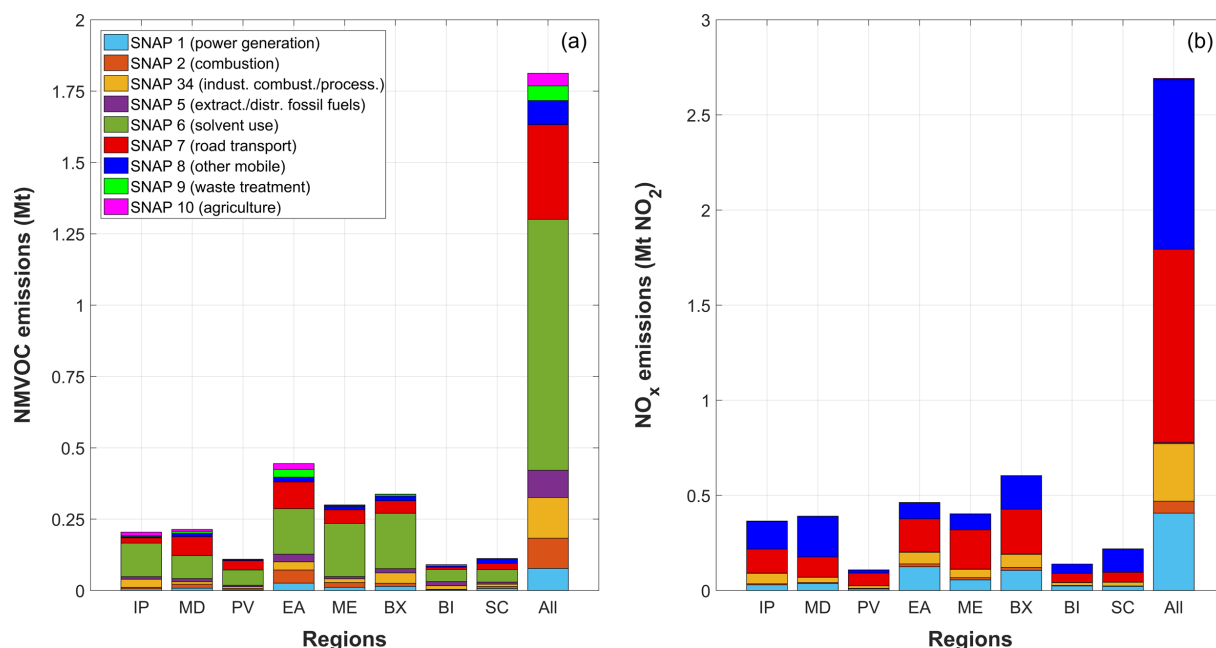 (a)
NMVOC emissions (Mt)
2
1.75
1.5
1.25
1
0.75
0.5
0.25
0
SNAP 1 (power generation)
SNAP 2 (combustion)
SNAP 34 (indust. combust./process.)
SNAP 5 (extract./distr. fossil fuels)
SNAP 6 (solvent use)
SNAP 7 (road transport)
SNAP 8 (other mobile)
SNAP 9 (waste treatment)
SNAP 10 (agriculture)
IP MD PV EA ME BX BI SC All
Regions
(b)
NOx emissions (Mt NO2)
3
2.5
2
1.5
1
0.5
0
IP MD PV EA ME BX BI SC All
Regions